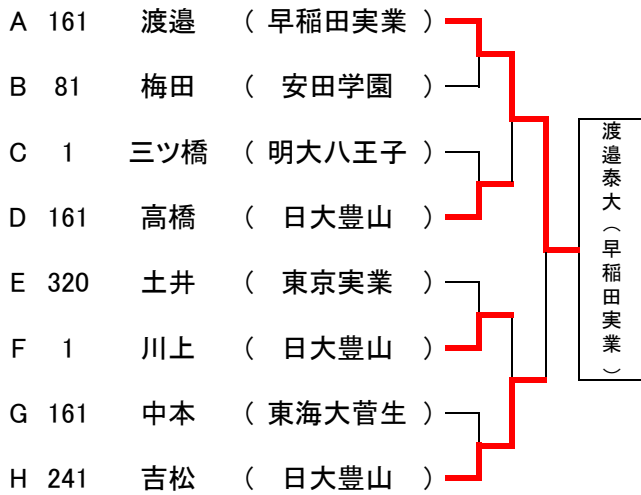 A 161 渡邉 ( 早稲田実業 )
B 81 梅田 ( 安田学園 )
C 1 三ツ橋 ( 明大八王子 )
D 161 高橋 ( 日大豊山 )
E 320 土井 ( 東京実業 )
F 1 川上 ( 日大豊山 )
G 161 中本 ( 東海大菅生 )
H 241 吉松 ( 日大豊山 )
渡邉泰大(早稲田実業)